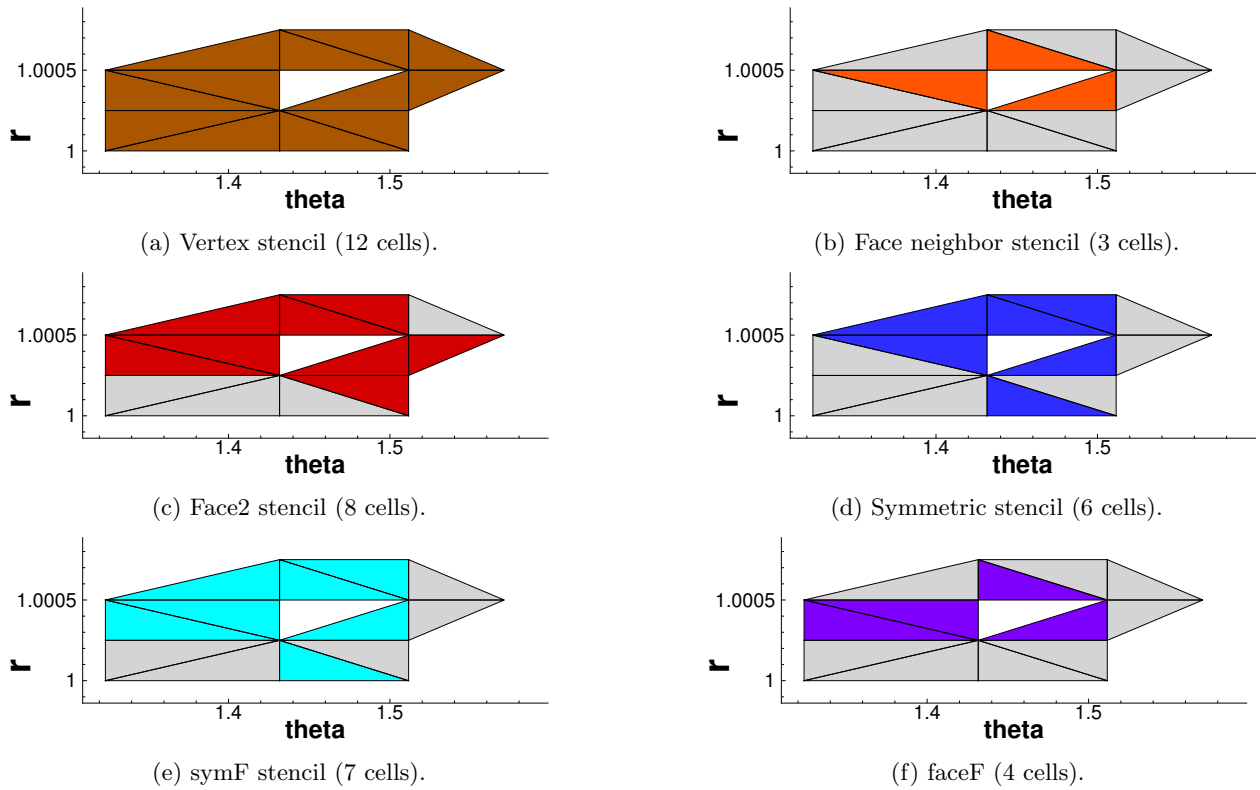 1.0005
r
1
1.4
1.5
theta
(a) Vertex stencil (12 cells).
1.0005
r
1
1.4
1.5
theta
(b) Face neighbor stencil (3 cells).
1.0005
r
1
1.4
1.5
theta
(c) Face2 stencil (8 cells).
1.0005
r
1
1.4
1.5
theta
(d) Symmetric stencil (6 cells).
1.0005
r
1
1.4
1.5
theta
(e) symF stencil (7 cells).
1.0005
r
1
1.4
1.5
theta
(f) faceF (4 cells).